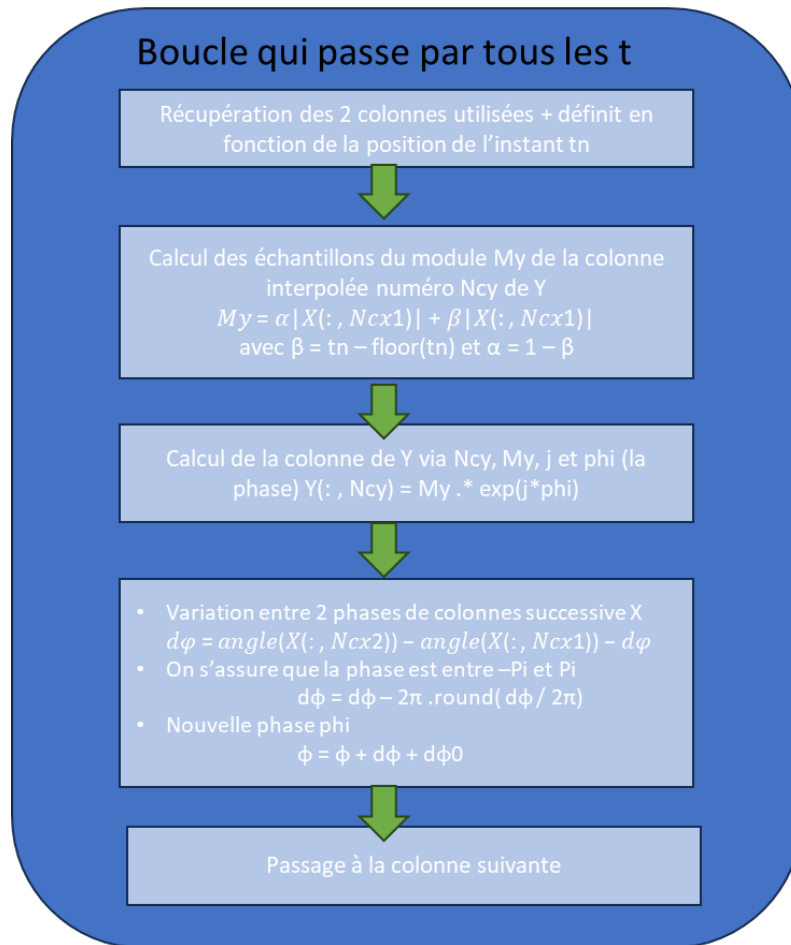 Boucle qui passe par tous les t
Récupération des 2 colonnes utilisées + définit en
fonction de la position de l'instant tn
Calcul des échantillons du module My de la colonne
interpolée numéro Ncy de Y
My = α|X(: , Ncx1)| + β|X(: , Ncx1)|
avec β = tn – floor(tn) et α = 1 – β
Calcul de la colonne de Y via Ncy, My, j et phi (la
phase) Y(: , Ncy) = My .* exp(j*phi)
• Variation entre 2 phases de colonnes successive X
dφ = angle(X(: , Ncx2)) – angle(X(: , Ncx1)) – dφ
• On s'assure que la phase est entre –Pi et Pi
dϕ = dϕ – 2π .round( dϕ / 2π)
• Nouvelle phase phi
ϕ = ϕ + dϕ + dϕ0
Passage à la colonne suivante